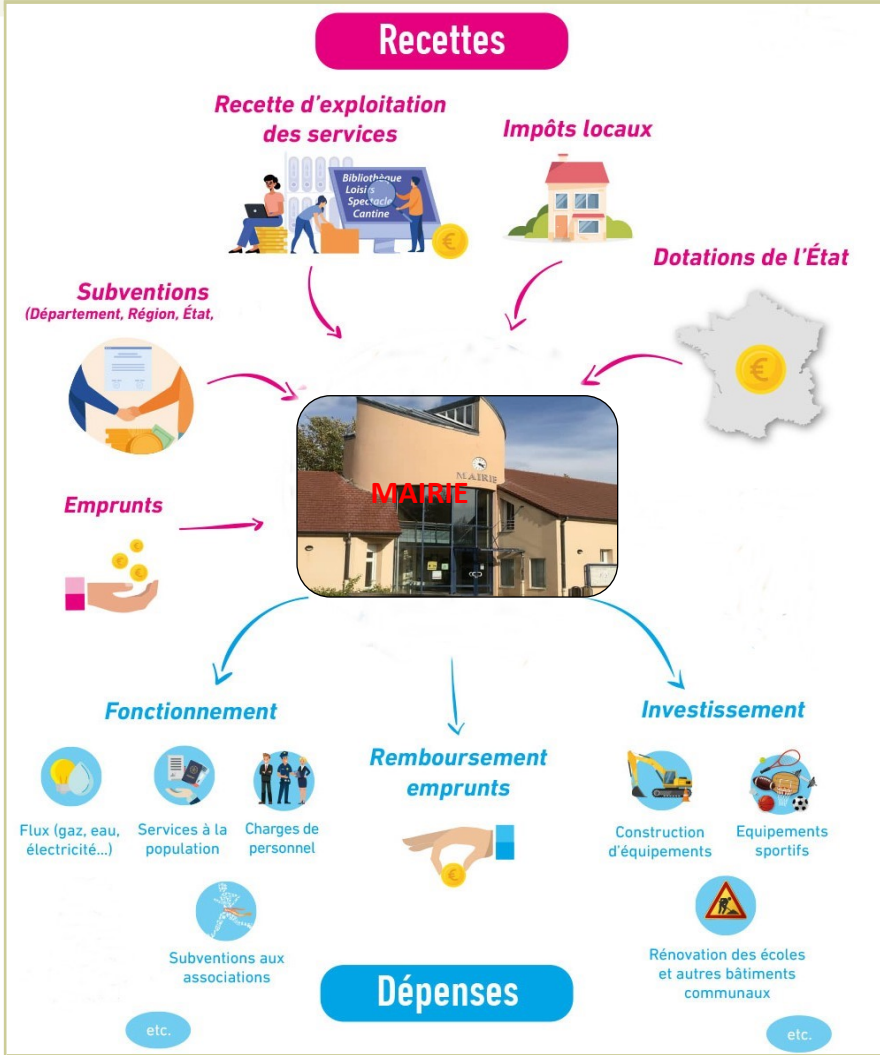 Recettes
Recette d'exploitation
des services
Impôts locaux
Bibliothèque
Loisirs
Spectacle
Cantine
€
Dotations de l'État
€
Subventions
(Département, Région, État,
MAIRIE
MAIRIE
Emprunts
Fonctionnement
Investissement
Remboursement
emprunts
Flux (gaz, eau,
électricité...)
Services à la
population
Charges de
personnel
Construction
d'équipements
Equipements
sportifs
€
Subventions aux
associations
Rénovation des écoles
et autres bâtiments
communaux
Dépenses
etc.
etc.